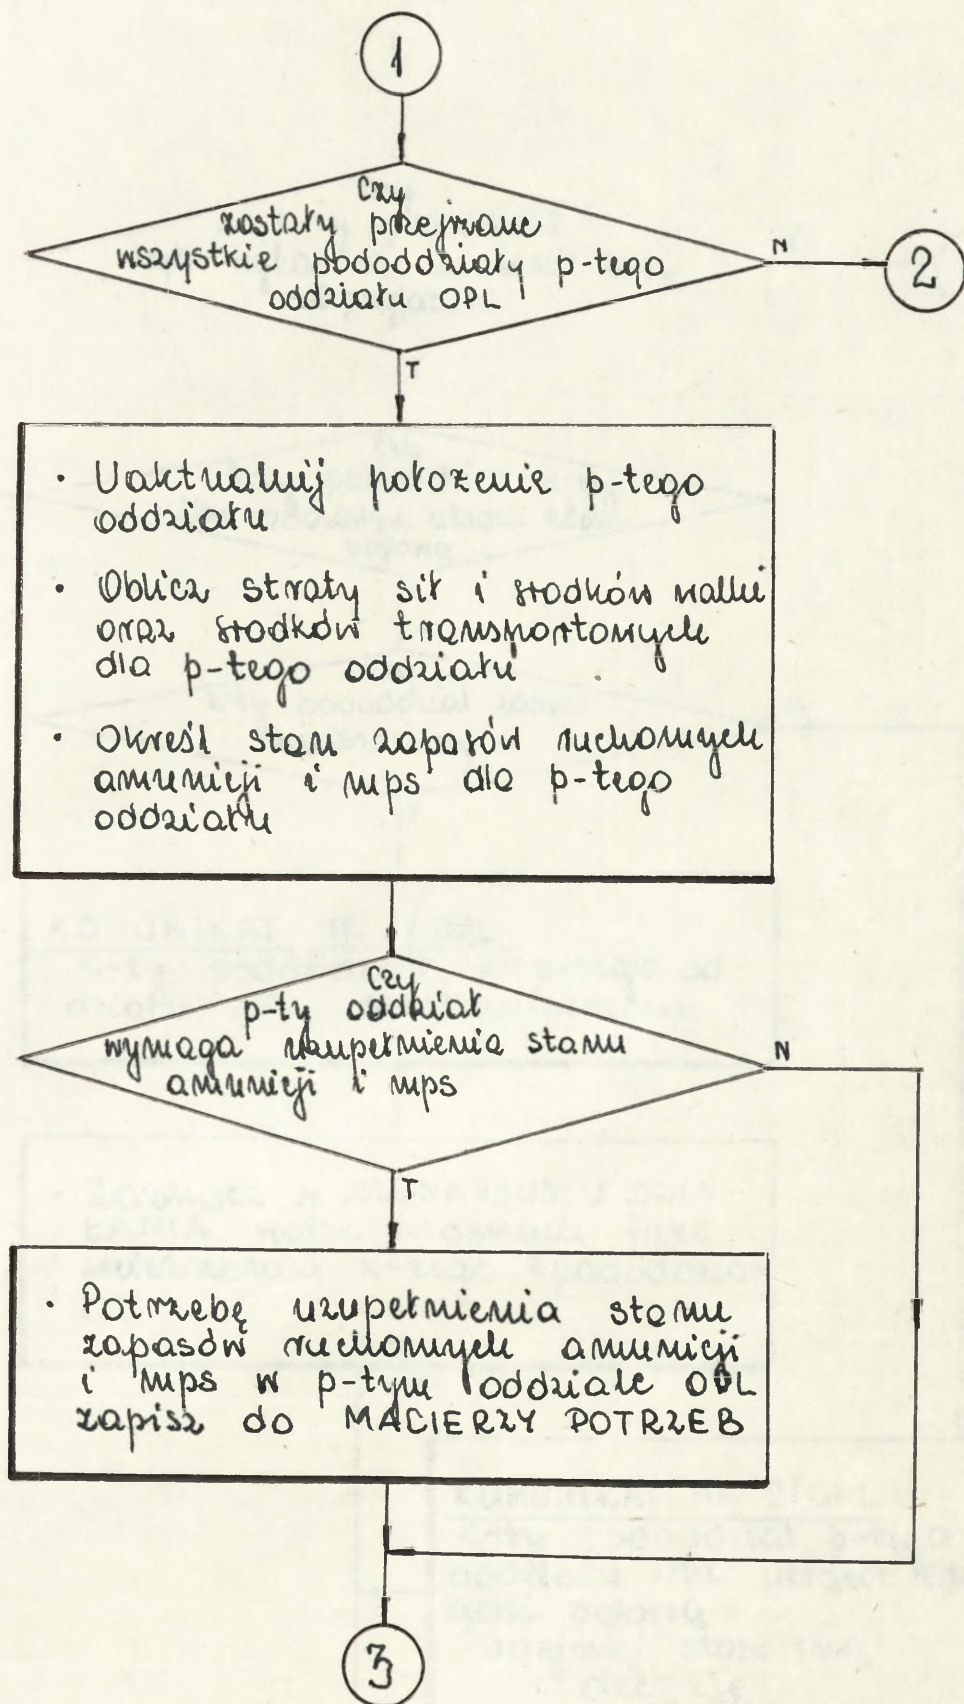 1
Czy
zostały przejrzane
wszystkie pododdziały p-tego
oddziału OPL
N
2
T
· Uaktualnij położenie p-tego
oddziału
· Oblicz straty sił i środków walki
oraz środków transportowych
dla p-tego oddziału
· Określ stan zapasów ruchomych
amunicji i mps dla p-tego
oddziału
Czy
p-ty oddział
wymaga uzupełnienia stanu
amunicji i mps
N
T
· Potrzebę uzupełnienia stanu
zapasów ruchomych amunicji
i mps w p-tym oddziale OPL
zapisz do MACIERZY POTRZEB
3